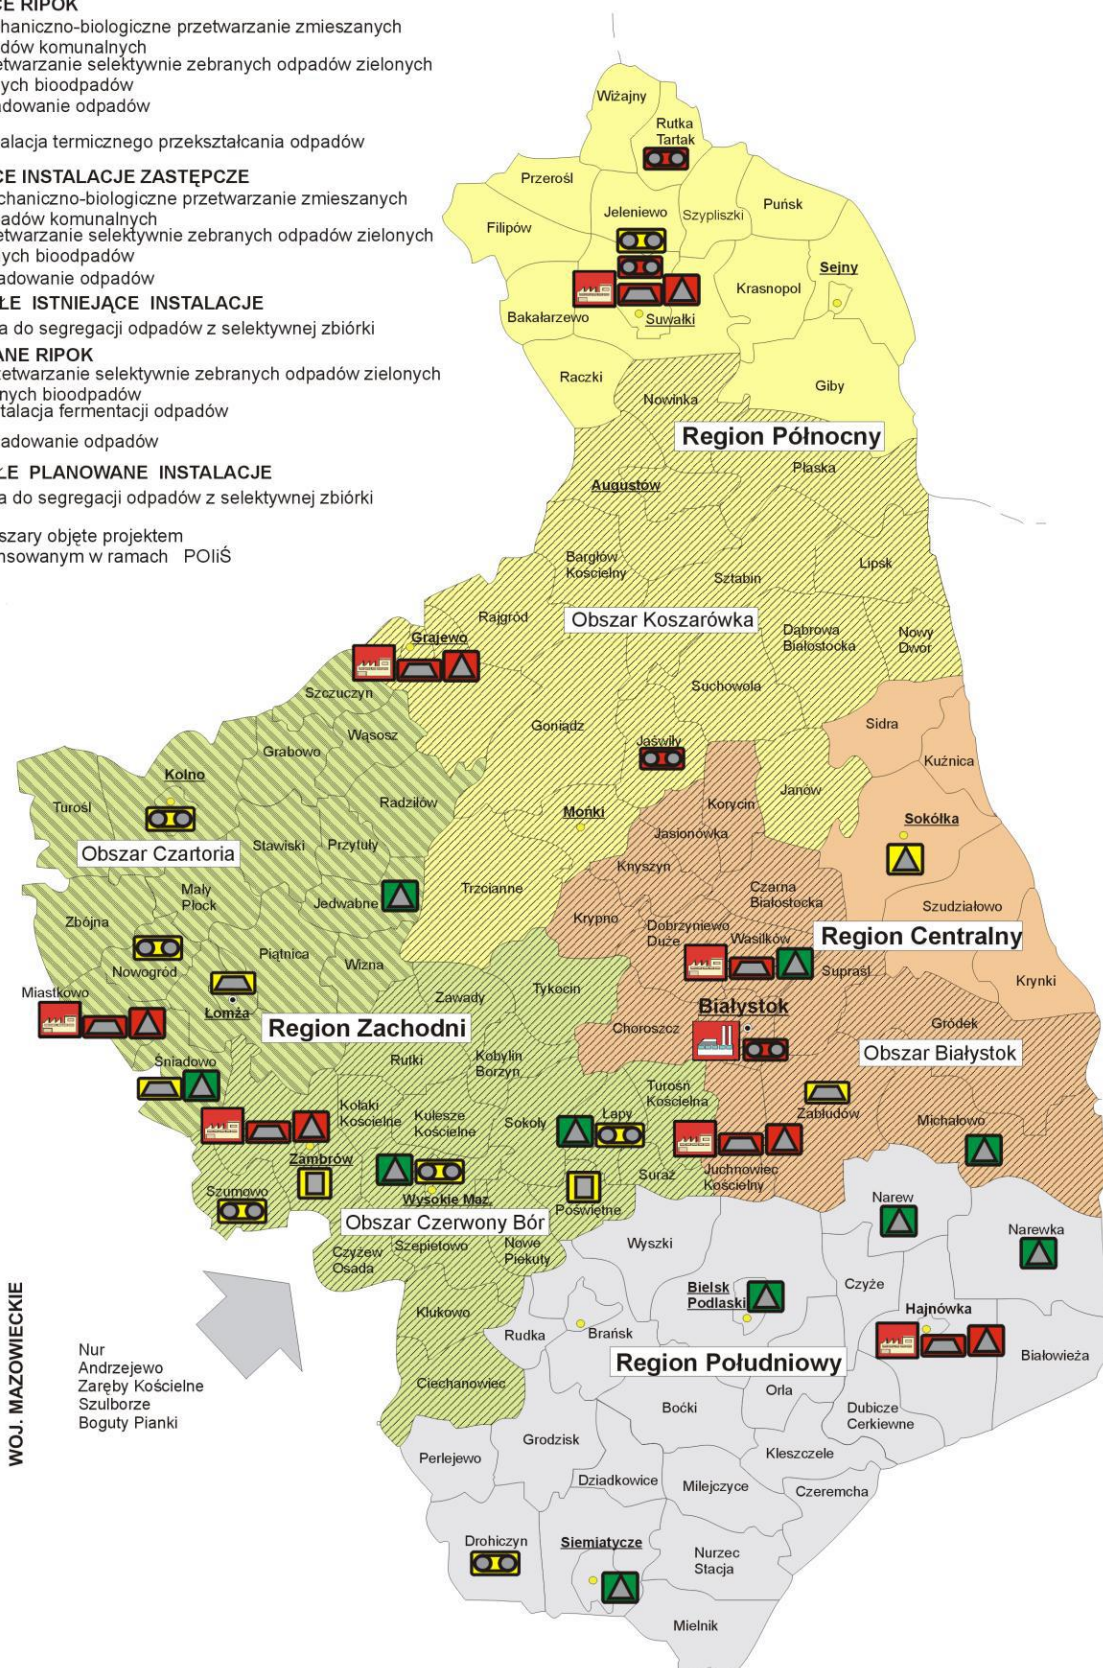 CE RIPOK
chaniczno-biologiczne przetwarzanie zmieszanych
dów komunalnych
etwarzanie selektywnie zebranych odpadów zielonych
ych bioodpadów
adowanie odpadów
alacja termicznego przekształcania odpadów
CE INSTALACJE ZASTĘPCZE
chaniczno-biologiczne przetwarzanie zmieszanych
adów komunalnych
etwarzanie selektywnie zebranych odpadów zielonych
nych bioodpadów
adowanie odpadów
ŁE ISTNIEJĄCE INSTALACJE
a do segregacji odpadów z selektywnej zbiórki
ANE RIPOK
zetwarzanie selektywnie zebranych odpadów zielonych
nych bioodpadów
stalacja fermentacji odpadów
adowanie odpadów
ŁE PLANOWANE INSTALACJE
a do segregacji odpadów z selektywnej zbiórki
szary objęte projektem
nsowanym w ramach POIiŚ
Wiżajny
Rutka
Tartak
Przerośl
Puńsk
Jeleniewo
Szypliszki
Filipów
Sejny
Krasnopol
Bakałarzewo
Suwałki
Raczki
Giby
Nowinka
Region Północny
Płaska
Augustów
Bargłów
Kościelny
Sztabin
Lipsk
Rajgród
Obszar Koszarówka
Dąbrowa
Białostocka
Nowy
Dwor
Grajewo
Szczuczyn
Suchowola
Wąsosz
Goniądz
Sidra
Grabowo
Jaświły
Kuźnica
Kolno
Turośl
Radziłów
Korycin
Janów
Mońki
Sokółka
Jasionówka
Obszar Czartoria
Stawiski
Przytuły
Knyszyn
Mały
Płock
Trzcianne
Czarna
Białostocka
Jedwabne
Szudziałowo
Zbójna
Krypno
Dobrzyniewo
Duże
Wasilków
Region Centralny
Nowogród
Piątnica
Wizna
Supraśl
Krynki
Miastkowo
Zawady
Tykocin
Łomża
Białystok
Region Zachodni
Choroszcz
Gródek
Obszar Białystok
Śniadowo
Rutki
Kobylin
Borzyn
Turośń
Kościelna
Kołaki
Kościelne
Kulesze
Kościelne
Sokoły
Łapy
Zabłudów
Michałowo
Zambrów
Suraż
Juchnowiec
Kościelny
Szumowo
Wysokie Maz.
Poświętne
Narew
Obszar Czerwony Bór
Narewka
Czyżew
Osada
Szepietowo
Nowe
Piekuty
Wyszki
Bielsk
Podlaski
Czyże
Klukowo
Hajnówka
Rudka
Brańsk
Białowieża
Nur
Andrzejewo
Zaręby Kościelne
Szulborze
Boguty Pianki
WOJ. MAZOWIECKIE
Region Południowy
Ciechanowiec
Orla
Boćki
Dubicze
Cerkiewne
Grodzisk
Perlejewo
Kleszczele
Dziadkowice
Milejczyce
Czeremcha
Drohiczyn
Siemiatycze
Nurzec
Stacja
Mielnik